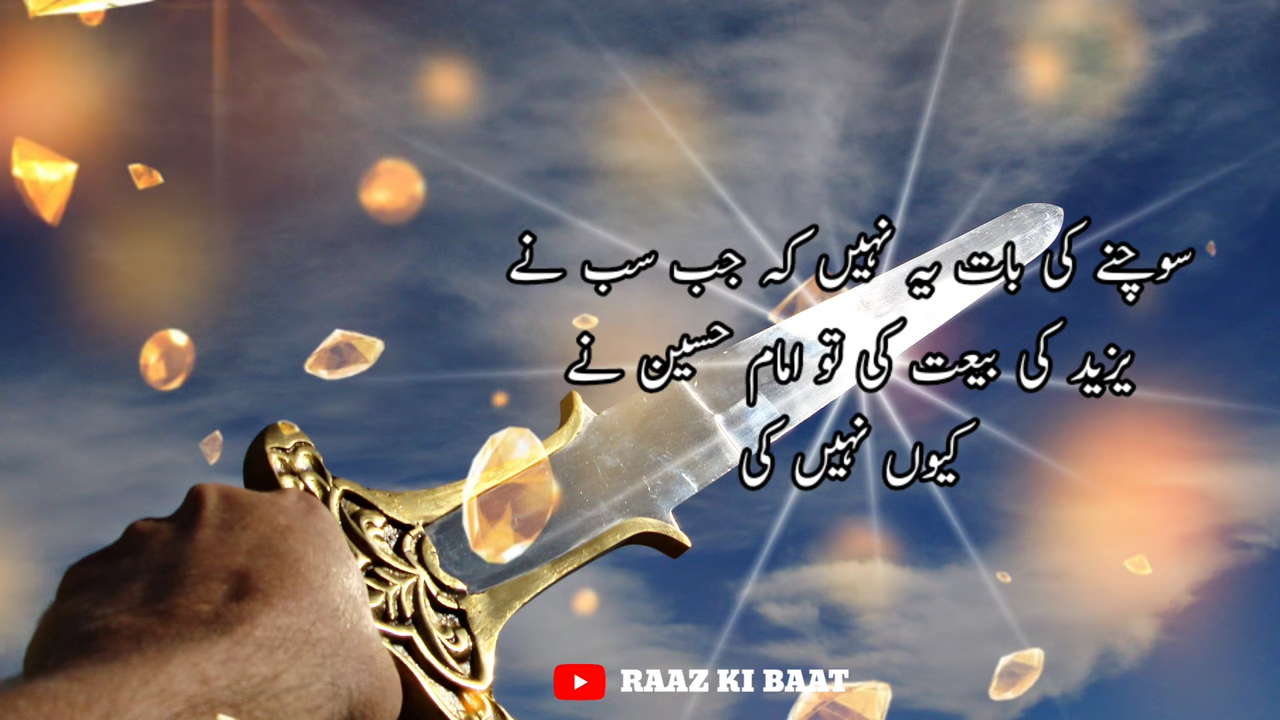 سوچنے کی بات یہ نہیں کہ جب سب نے
یزید کی بیعت کی تو امام حسین نے
کیوں نہیں کی
RAAZ KI BAAT